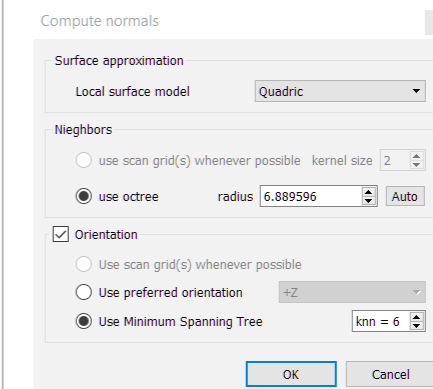 Compute normals
Surface approximation
Local surface model Quadric
Nieghbors
use scan grid(s) whenever possible kernel size 2
use octree radius 6.889596 Auto
Orientation
Use scan grid(s) whenever possible
Use preferred orientation +Z
Use Minimum Spanning Tree knn = 6
OK Cancel